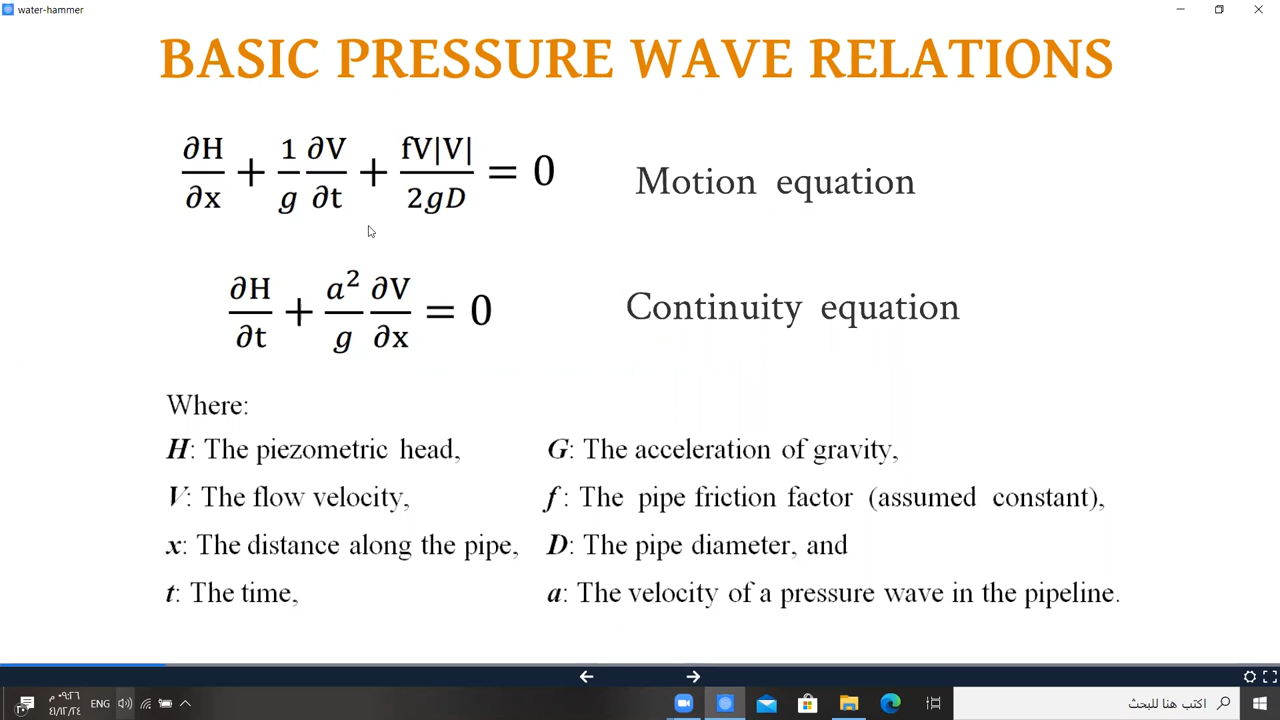 water-hammer
BASIC PRESSURE WAVE RELATIONS
∂H/∂x + 1/g ∂V/∂t + fV|V|/2gD = 0
Motion equation
∂H/∂t + a²/g ∂V/∂x = 0
Continuity equation
Where:
H: The piezometric head,
G: The acceleration of gravity,
V: The flow velocity,
f : The pipe friction factor (assumed constant),
x: The distance along the pipe,
D: The pipe diameter, and
t: The time,
a: The velocity of a pressure wave in the pipeline.
ENG
اكتب هنا للبحث